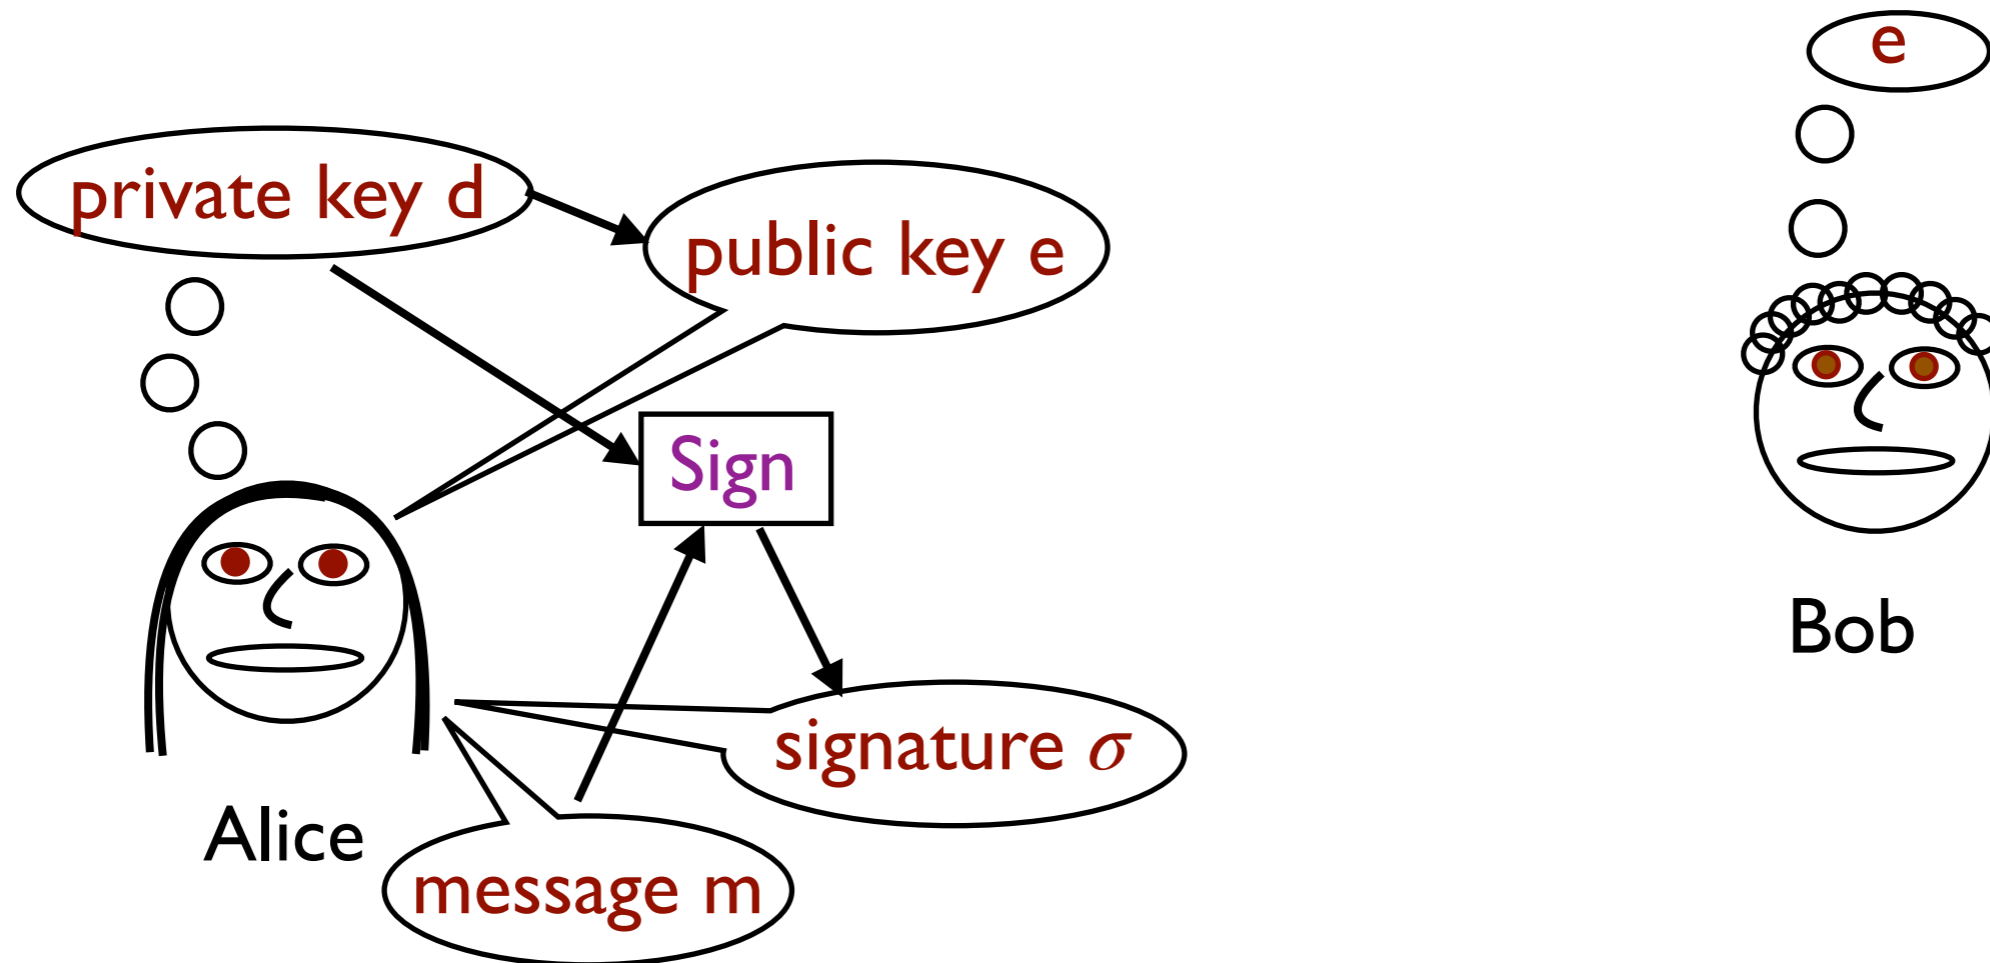 e
private key d
public key e
Sign
Bob
signature σ
Alice
message m